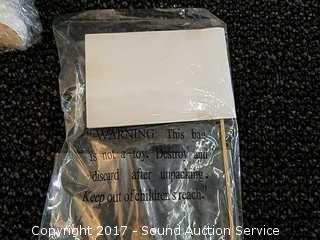 "WARNING: This bag
is not a toy. Destroy and
discard after unpacking.
Keep out of children's reach."
Copyright 2017 - Sound Auction Service